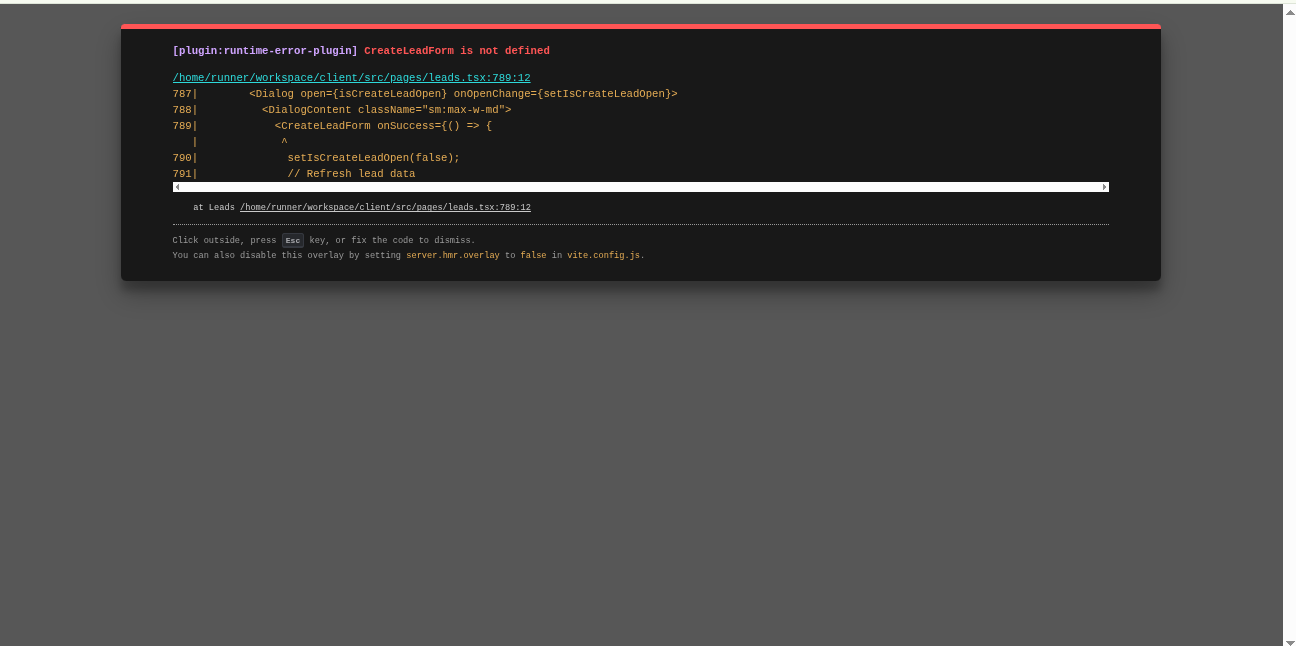 [plugin:runtime-error-plugin] CreateLeadForm is not defined
/home/runner/workspace/client/src/pages/leads.tsx:789:12
787|        <Dialog open={isCreateLeadOpen} onOpenChange={setIsCreateLeadOpen}>
788|          <DialogContent className="sm:max-w-md">
789|            <CreateLeadForm onSuccess={() => {
   |             ^
790|              setIsCreateLeadOpen(false);
791|              // Refresh lead data
at Leads /home/runner/workspace/client/src/pages/leads.tsx:789:12
Click outside, press Esc key, or fix the code to dismiss.
You can also disable this overlay by setting server.hmr.overlay to false in vite.config.js.